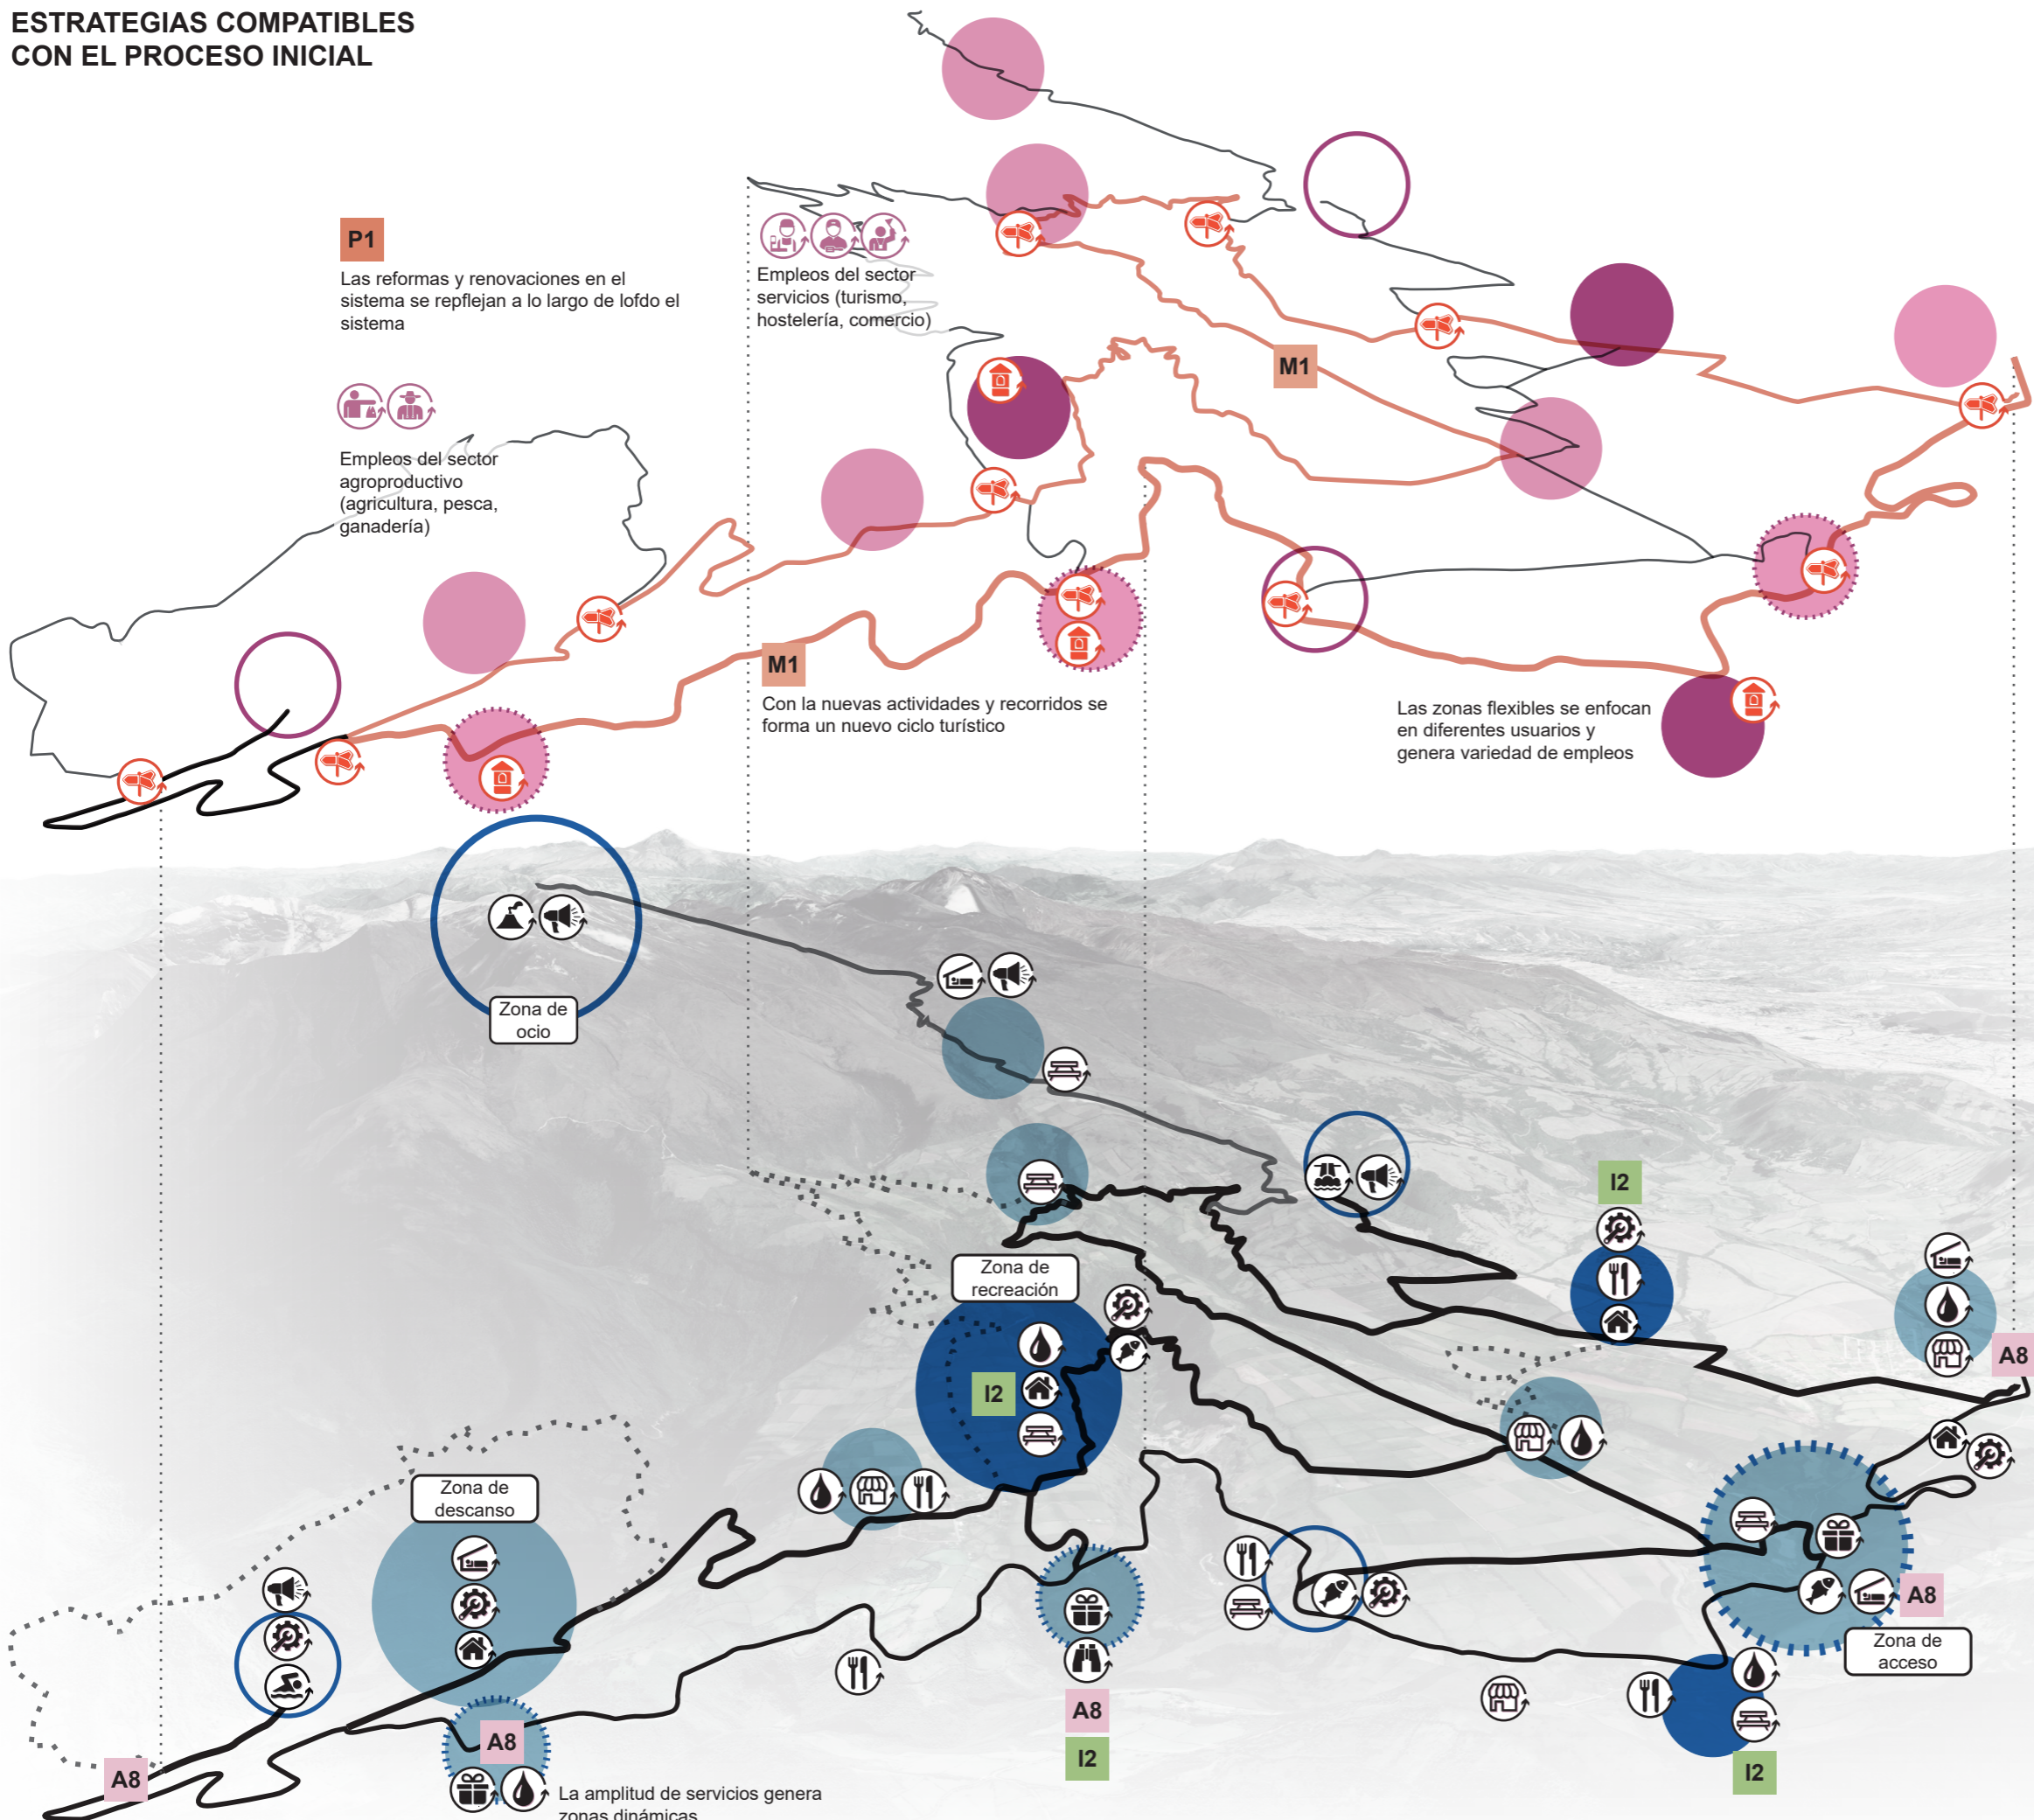 ESTRATEGIAS COMPATIBLES
CON EL PROCESO INICIAL
P1
Las reformas y renovaciones en el
sistema se repflejan a lo largo de lofdo el
sistema
Empleos del sector
servicios (turismo,
hostelería, comercio)
M1
Empleos del sector
agroproductivo
(agricultura, pesca,
ganadería)
M1
Con la nuevas actividades y recorridos se
forma un nuevo ciclo turístico
Las zonas flexibles se enfocan
en diferentes usuarios y
genera variedad de empleos
Zona de
ocio
I2
Zona de
recreación
A8
I2
Zona de
descanso
A8
Zona de
acceso
A8
I2
A8
I2
A8
La amplitud de servicios genera
zonas dinámicas